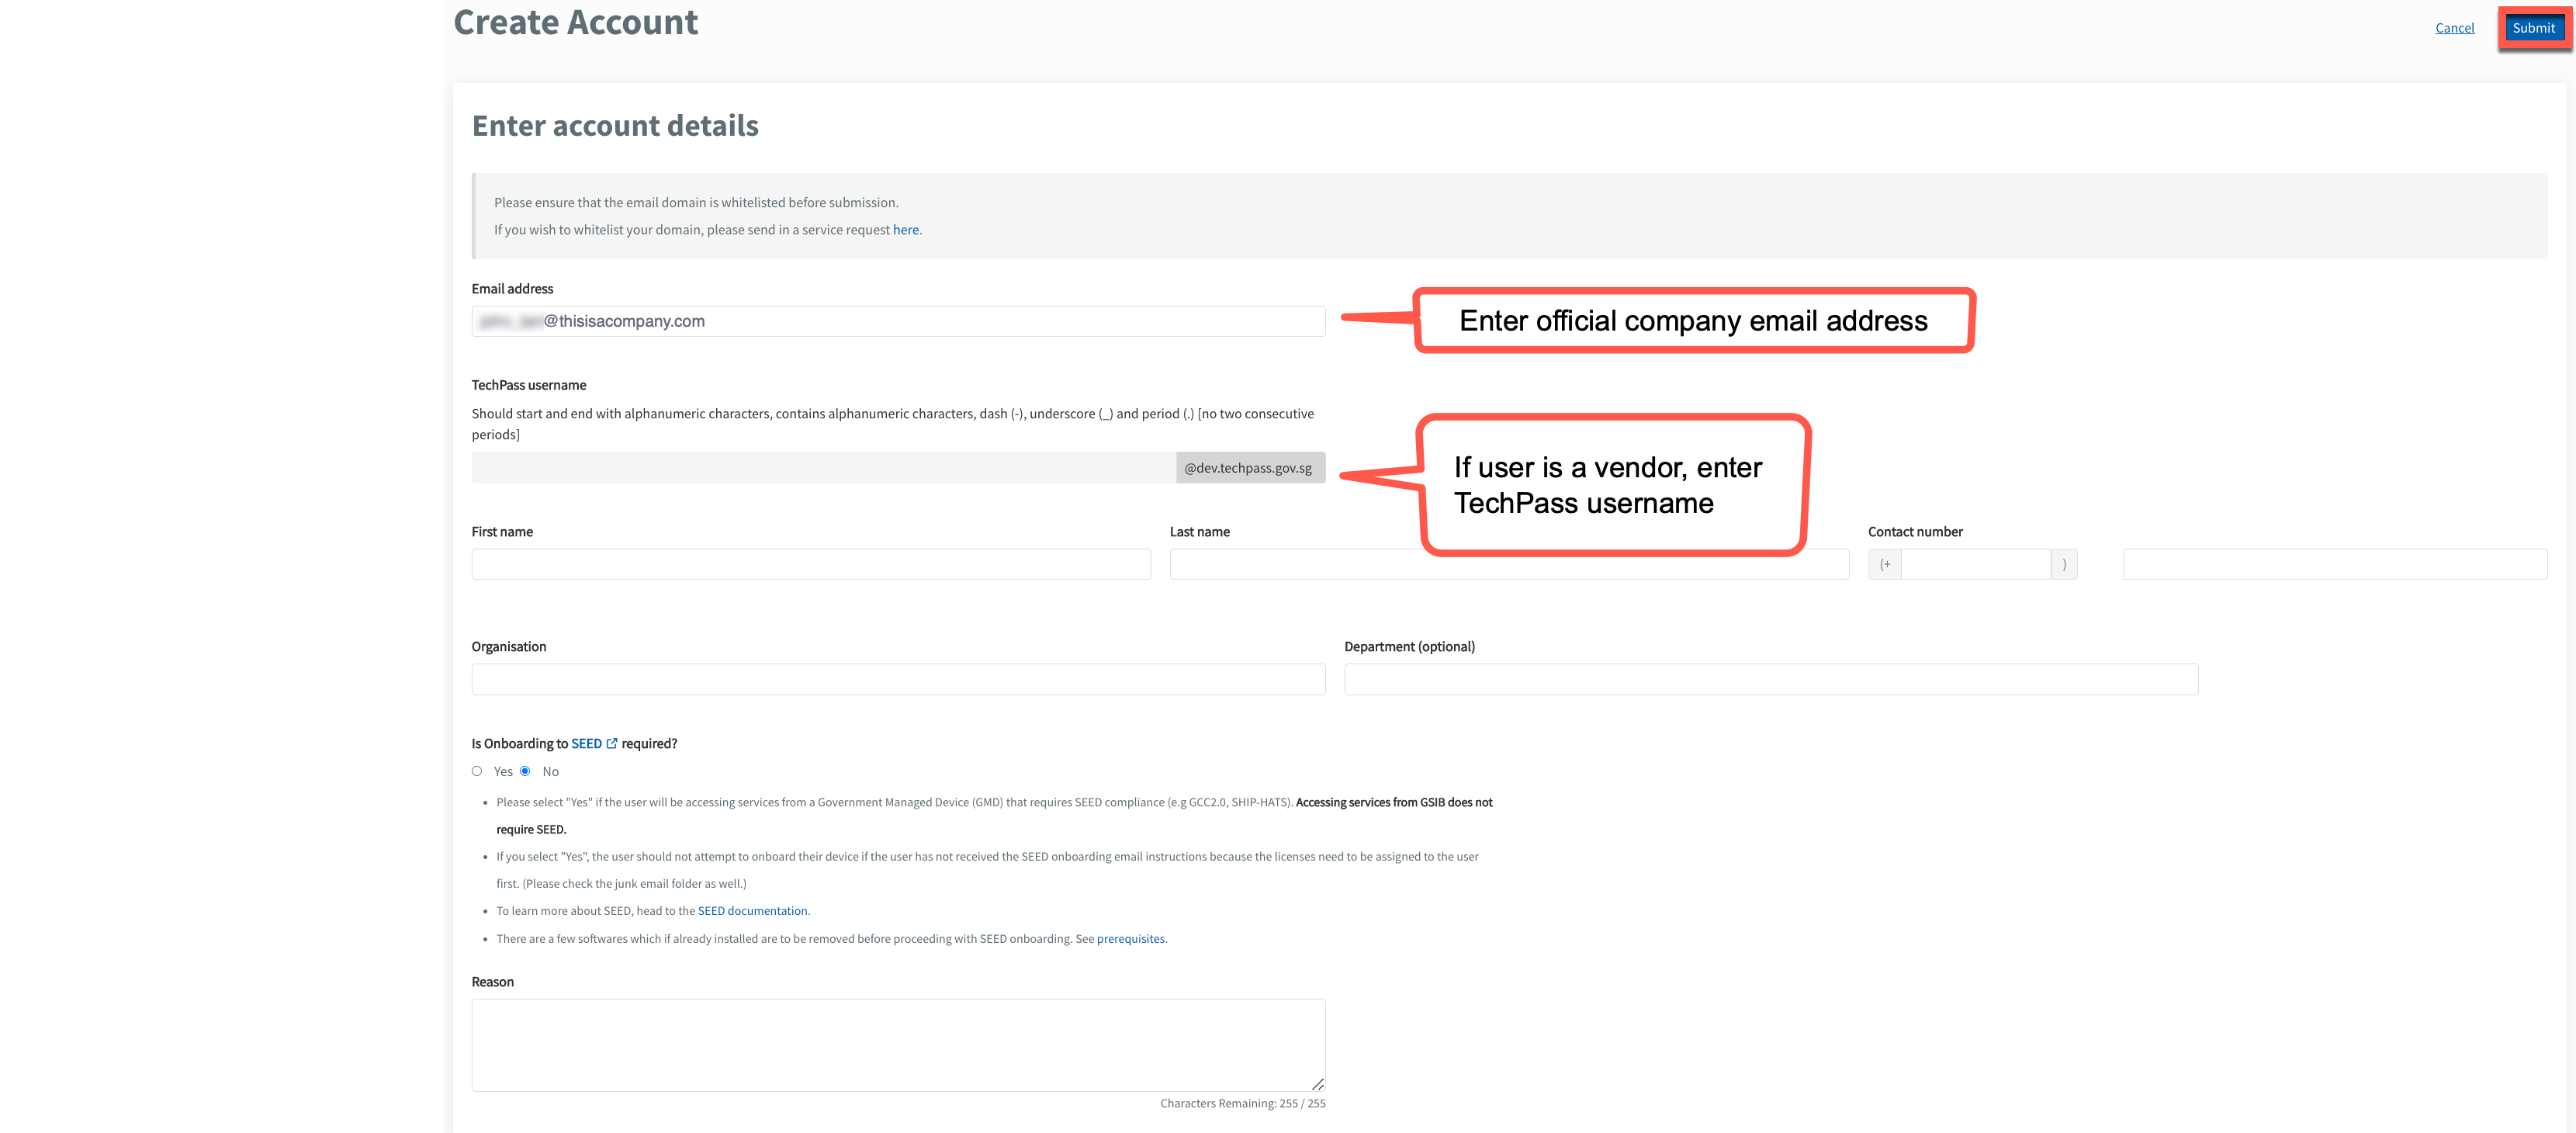 Create Account
Cancel
Submit
Enter account details
Please ensure that the email domain is whitelisted before submission.
If you wish to whitelist your domain, please send in a service request here.
Email address
@thisisacompany.com
Enter official company email address
TechPass username
Should start and end with alphanumeric characters, contains alphanumeric characters, dash (-), underscore (_) and period (.) [no two consecutive
periods]
@dev.techpass.gov.sg
If user is a vendor, enter
TechPass username
First name
Last name
Contact number
(+
)
Organisation
Department (optional)
Is Onboarding to SEED required?
Yes
No
• Please select "Yes" if the user will be accessing services from a Government Managed Device (GMD) that requires SEED compliance (e.g GCC2.0, SHIP-HATS). Accessing services from GSIB does not
require SEED.
• If you select "Yes", the user should not attempt to onboard their device if the user has not received the SEED onboarding email instructions because the licenses need to be assigned to the user
first. (Please check the junk email folder as well.)
• To learn more about SEED, head to the SEED documentation.
• There are a few softwares which if already installed are to be removed before proceeding with SEED onboarding. See prerequisites.
Reason
Characters Remaining: 255 / 255